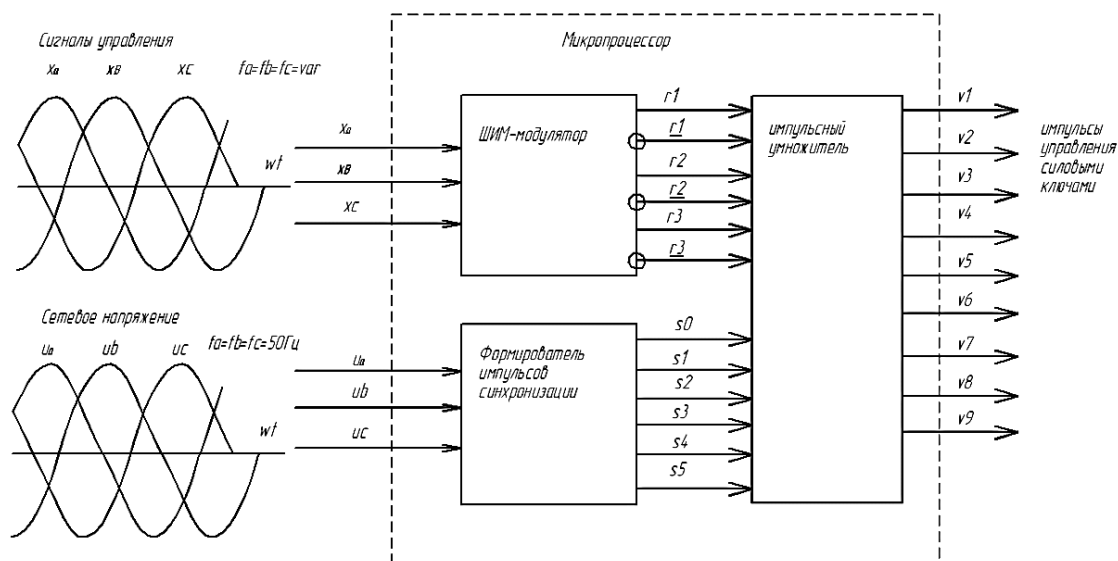 Сигналы управления
xa
xв
xc
fa=fb=fc=var
wt
xa
xв
xc
Сетевое напряжение
ua
ub
uc
fa=fb=fc=50Гц
wt
ua
ub
uc
Микропроцессор
ШИМ-модулятор
r1
r1
r2
r2
r3
r3
Формирователь
импульсов
синхронизации
s0
s1
s2
s3
s4
s5
импульсный
умножитель
v1
v2
v3
v4
v5
v6
v7
v8
v9
импульсы
управления
силовыми
ключами